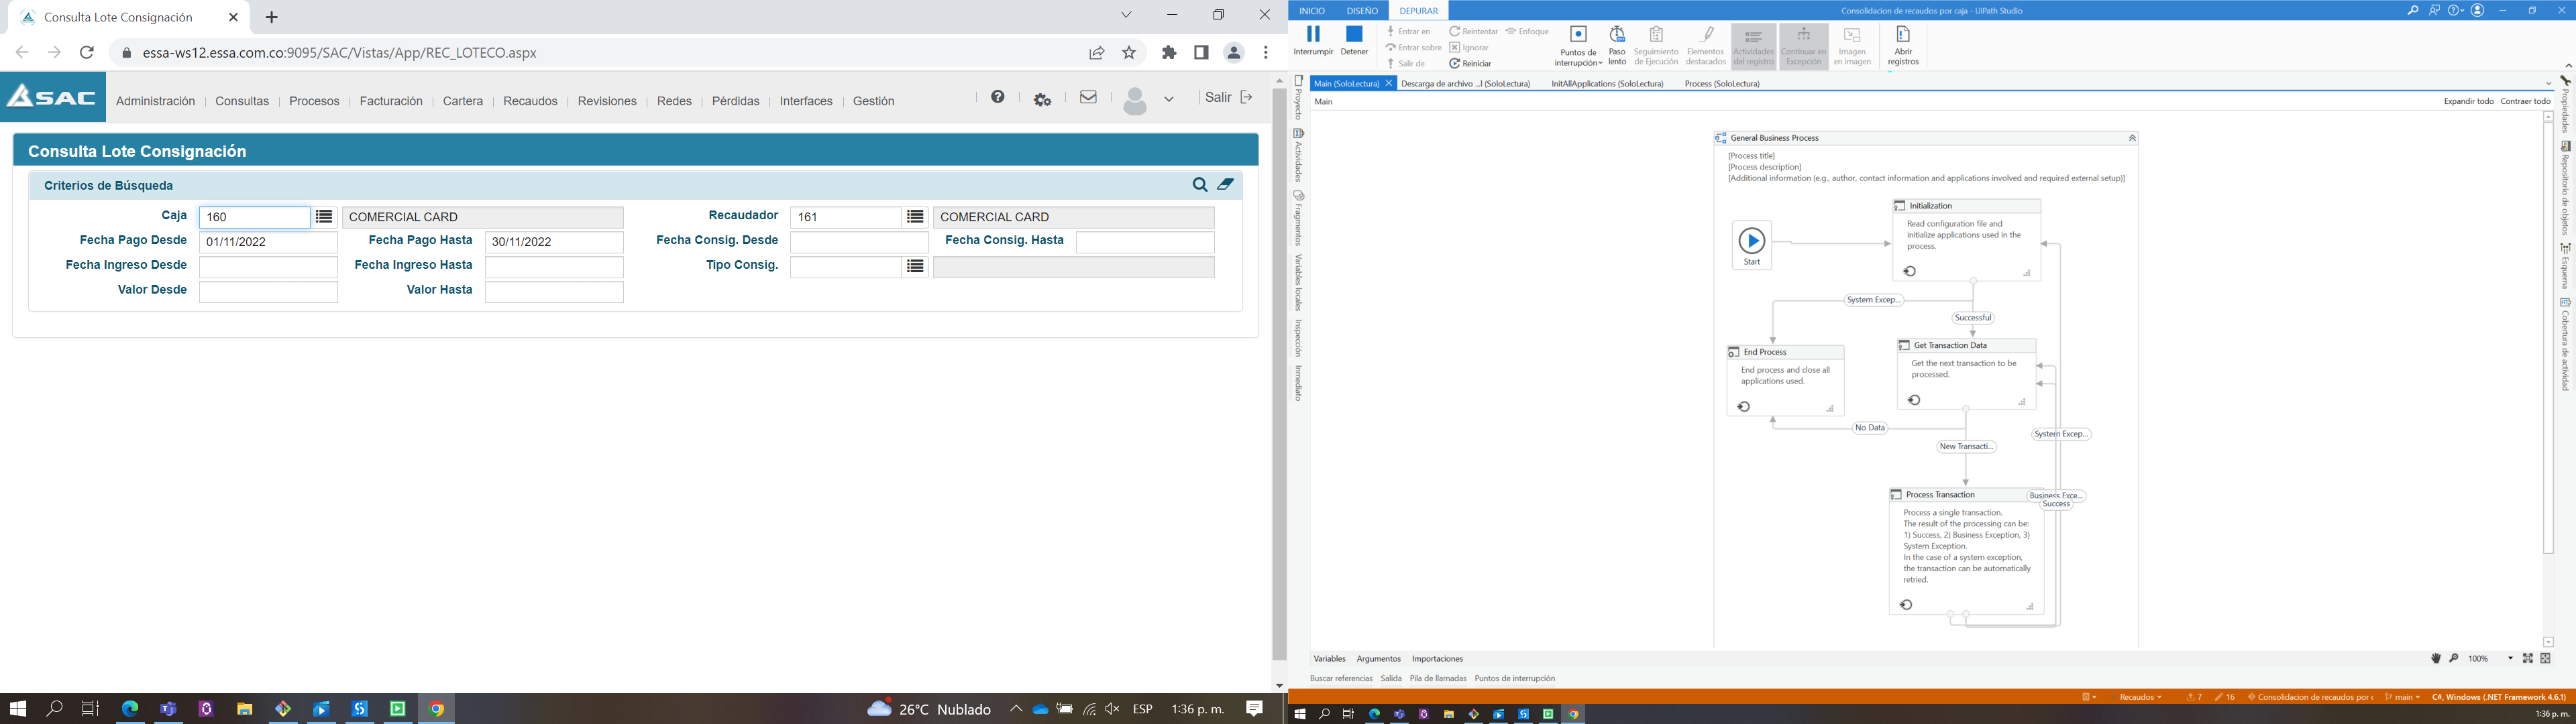 Consulta Lote Consignación
essa-ws12.essa.com.co:9095/SAC/Vistas/App/REC_LOTECO.aspx
SAC
Administración Consultas Procesos Facturación Cartera Recaudos Revisiones Redes Pérdidas Interfaces Gestión Salir
Consulta Lote Consignación
Criterios de Búsqueda
Caja 160 COMERCIAL CARD Recaudador 161 COMERCIAL CARD
Fecha Pago Desde 01/11/2022 Fecha Pago Hasta 30/11/2022 Fecha Consig. Desde Fecha Consig. Hasta
Fecha Ingreso Desde Fecha Ingreso Hasta Tipo Consig.
Valor Desde Valor Hasta
26°C Nublado ESP 1:36 p. m.
INICIO DISEÑO DEPURAR Consolidacion de recaudos por caja - UiPath Studio
Interrumpir
Detener
Entrar en
Entrar sobre
Salir de
Reintentar
Ignorar
Reiniciar
Enfoque
Puntos de interrupción
Paso lento
Seguimiento de Ejecución
Elementos destacados
Actividades del registro
Continuar en Excepción
Imagen en imagen
Abrir registros
Main (SoloLectura) Descarga de archivo ...l (SoloLectura) InitAllApplications (SoloLectura) Process (SoloLectura)
Main Expandir todo Contraer todo
Proyecto
Actividades
Fragmentos
Variables locales
Inspección
Inmediato
General Business Process
[Process title]
[Process description]
[Additional information (e.g., author, contact information and applications involved and required external setup)]
Start
Initialization
Read configuration file and
initialize applications used in the
process.
System Excep...
Successful
End Process
End process and close all
applications used.
Get Transaction Data
Get the next transaction to be
processed.
No Data
New Transacti...
System Excep...
Process Transaction
Business Exce...
Success
Process a single transaction.
The result of the processing can be:
1) Success, 2) Business Exception, 3)
System Exception.
In the case of a system exception,
the transaction can be automatically
retried.
Propiedades
Repositorio de objetos
Esquema
Cobertura de actividad
Variables Argumentos Importaciones 100%
Buscar referencias Salida Pila de llamadas Puntos de interrupción
Recaudos 7 16 Consolidacion de recaudos por c main C#, Windows (.NET Framework 4.6.1)
1:36 p. m.